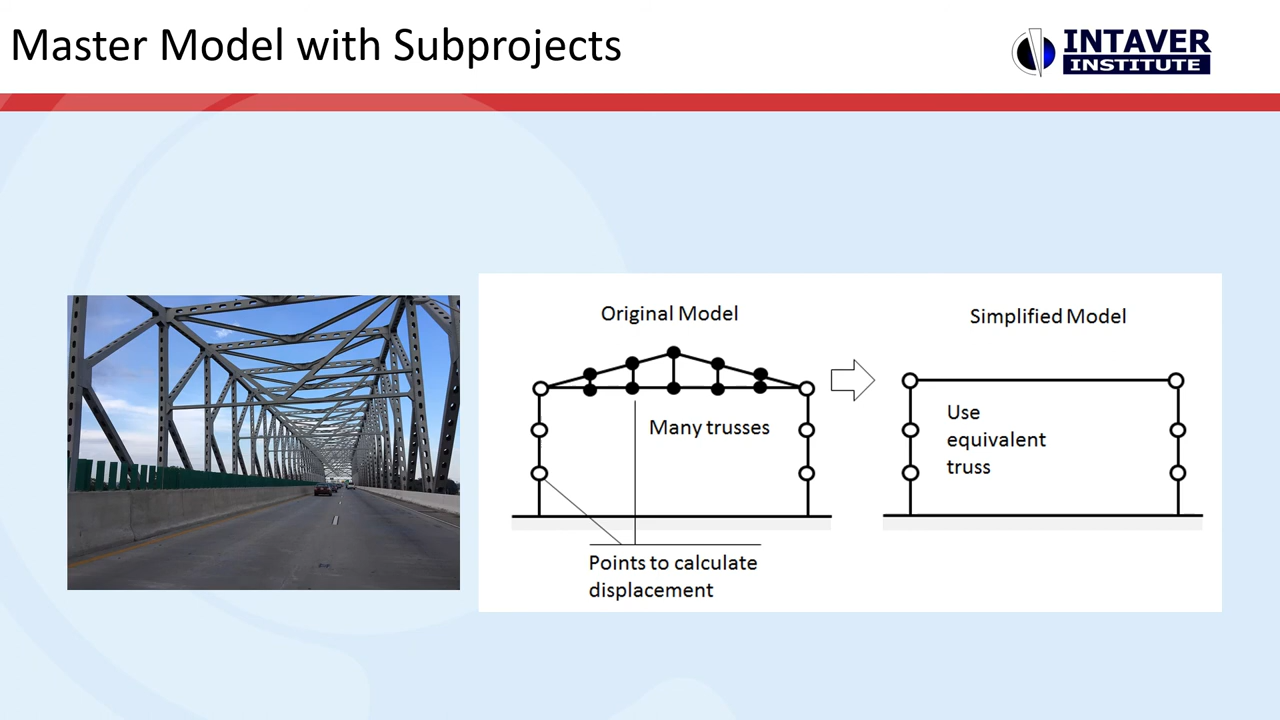 Master Model with Subprojects
INTAVER
INSTITUTE
Original Model
Simplified Model
Many trusses
Use
equivalent
truss
Points to calculate
displacement